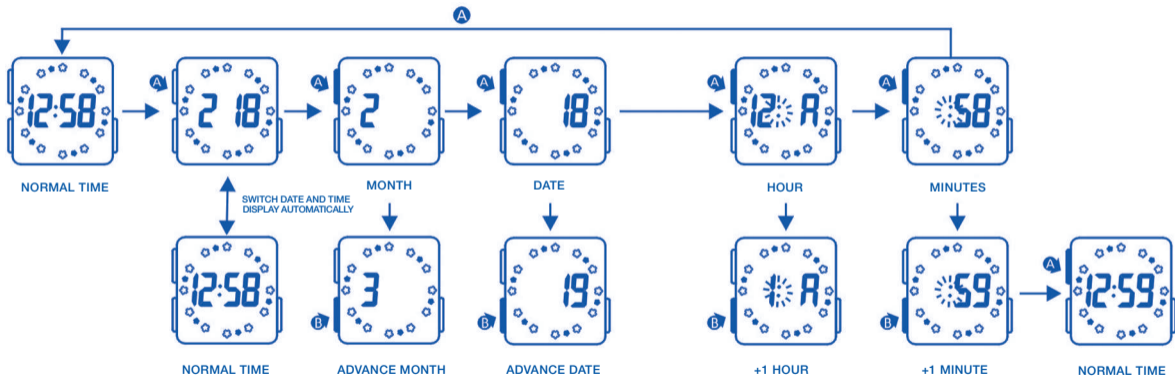 A
A
A
A
A
A
12:58
2 18
2
18
12: A
:58
NORMAL TIME
MONTH
DATE
HOUR
MINUTES
SWITCH DATE AND TIME
DISPLAY AUTOMATICALLY
A
12:58
3
19
1: A
:59
12:59
B
B
B
B
NORMAL TIME
ADVANCE MONTH
ADVANCE DATE
+1 HOUR
+1 MINUTE
NORMAL TIME